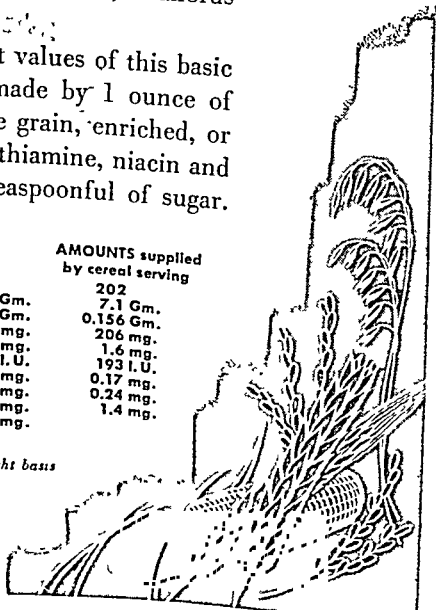 t values of this basic
made by 1 ounce of
e grain, enriched, or
thiamine, niacin and
easpoonful of sugar.
AMOUNTS supplied
by cereal serving
202
Gm. 7.1 Gm.
Gm. 0.156 Gm.
mg. 206 mg.
mg. 1.6 mg.
I.U. 193 I.U.
mg. 0.17 mg.
mg. 0.24 mg.
mg. 1.4 mg.
mg.
ht basis